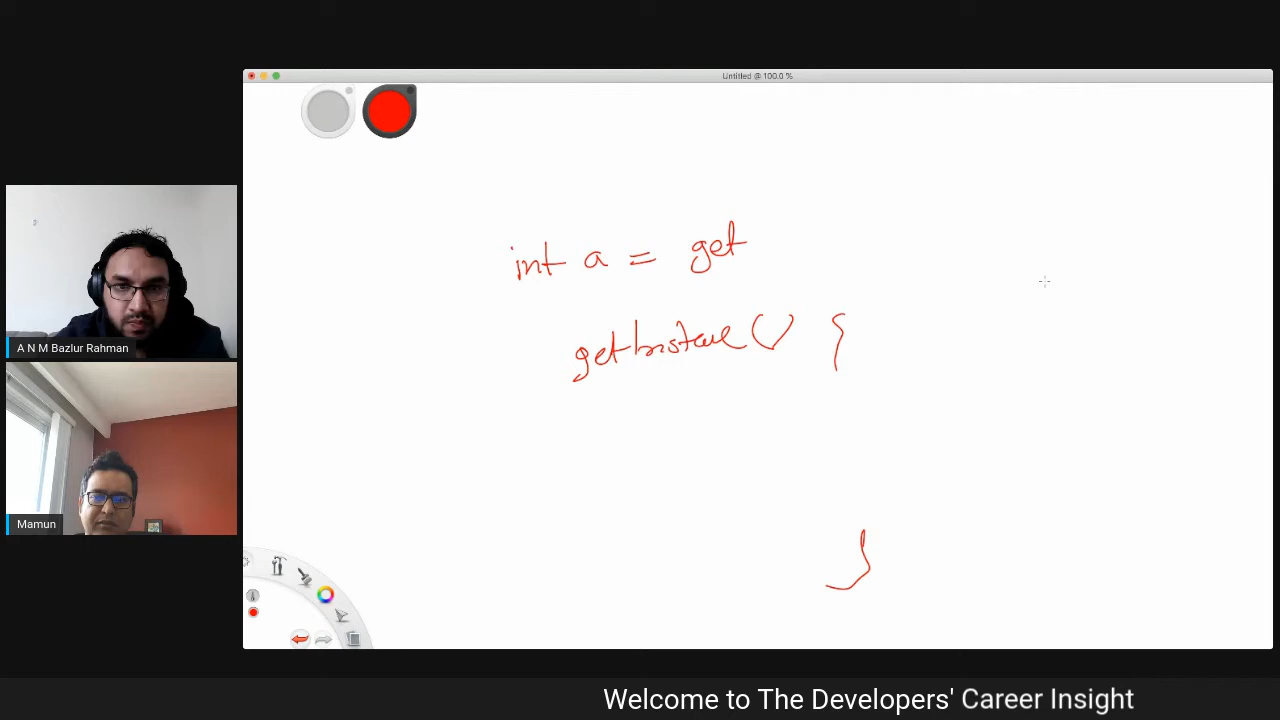 Untitled @ 100.0 %
int a = get
getInstance () {
}
A N M Bazlur Rahman
Mamun
Welcome to The Developers' Career Insight